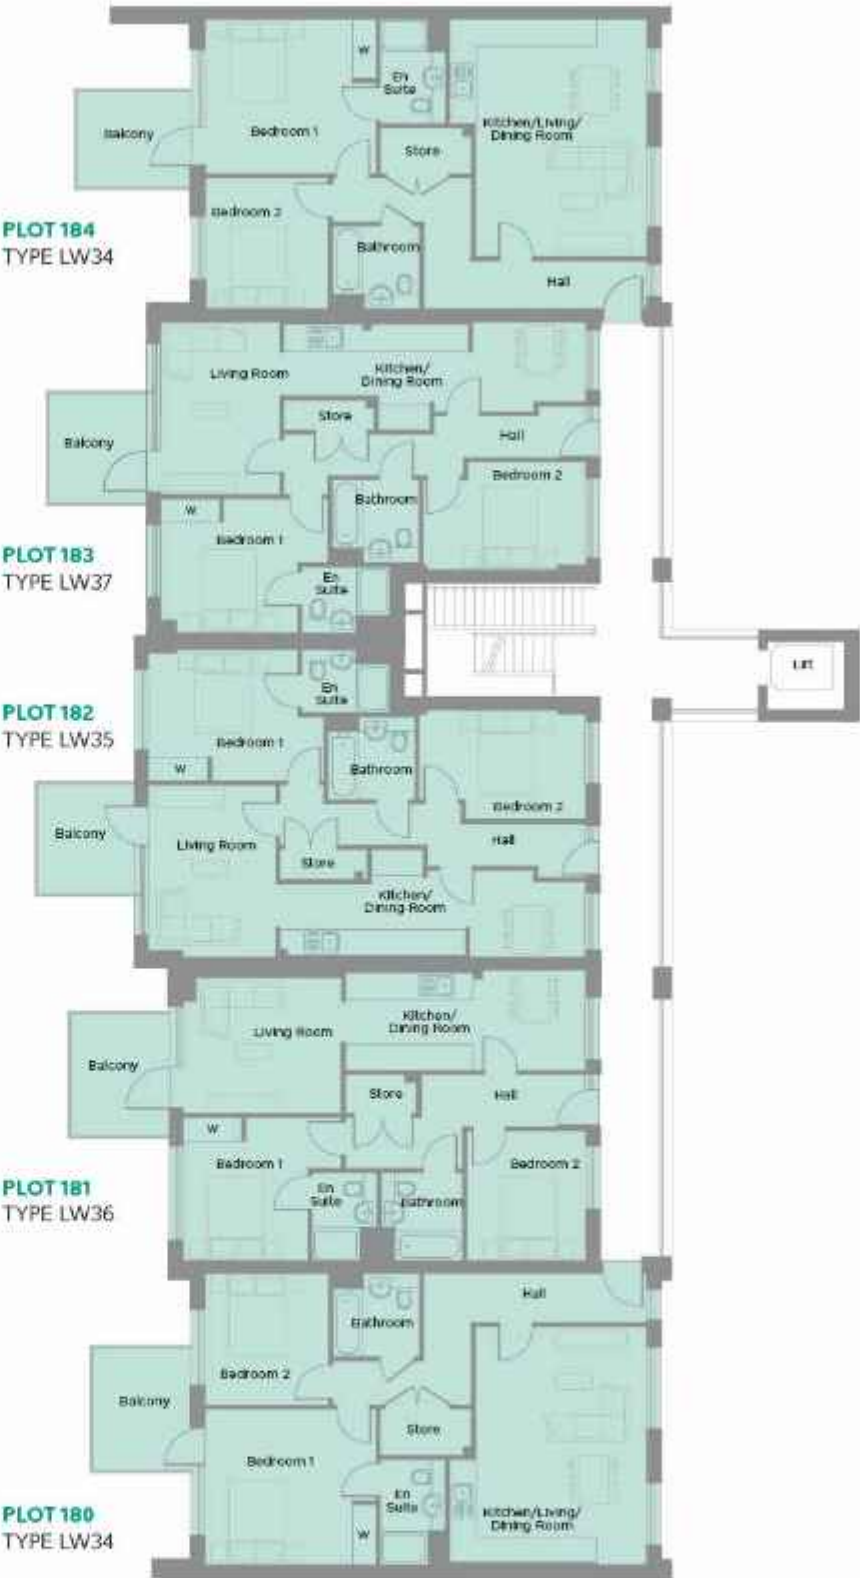 W
En
Suite
Balcony
Bedroom 1
Kitchen/Living/
Dining Room
Store
Bedroom 2
PLOT 184
TYPE LW34
Bathroom
Hall
Living Room
Kitchen/
Dining Room
Store
Balcony
Hall
Bedroom 2
Bathroom
W
Bedroom 1
PLOT 183
TYPE LW37
En
Suite
Lift
En
Suite
PLOT 182
TYPE LW35
Bedroom 1
W
Bathroom
Bedroom 2
Balcony
Living Room
Hall
Store
Kitchen/
Dining Room
Living Room
Kitchen/
Dining Room
Balcony
Store
Hall
W
Bedroom 1
Bedroom 2
PLOT 181
TYPE LW36
En
Suite
Bathroom
Hall
Bathroom
Bedroom 2
Balcony
Store
Bedroom 1
En
Suite
PLOT 180
TYPE LW34
W
Kitchen/Living/
Dining Room